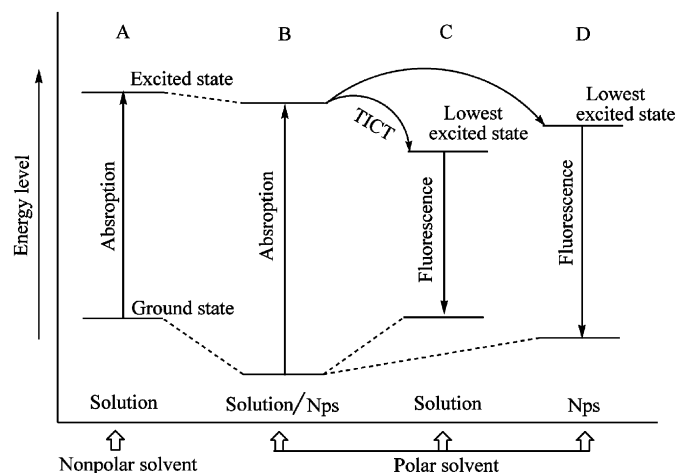 A B C D
Excited state
Lowest
excited state
Lowest
excited state
TICT
Energy level
Absroption
Absroption
Fluorescence
Fluorescence
Ground state
Solution Solution/Nps Solution Nps
Nonpolar solvent Polar solvent